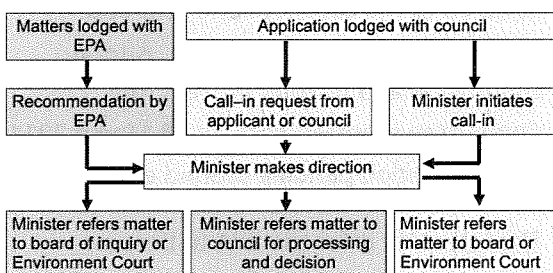 Matters lodged with
EPA
Application lodged with council
Recommendation by
EPA
Call–in request from
applicant or council
Minister initiates
call-in
Minister makes direction
Minister refers matter
to board of inquiry or
Environment Court
Minister refers matter to
council for processing
and decision
Minister refers
matter to board or
Environment Court